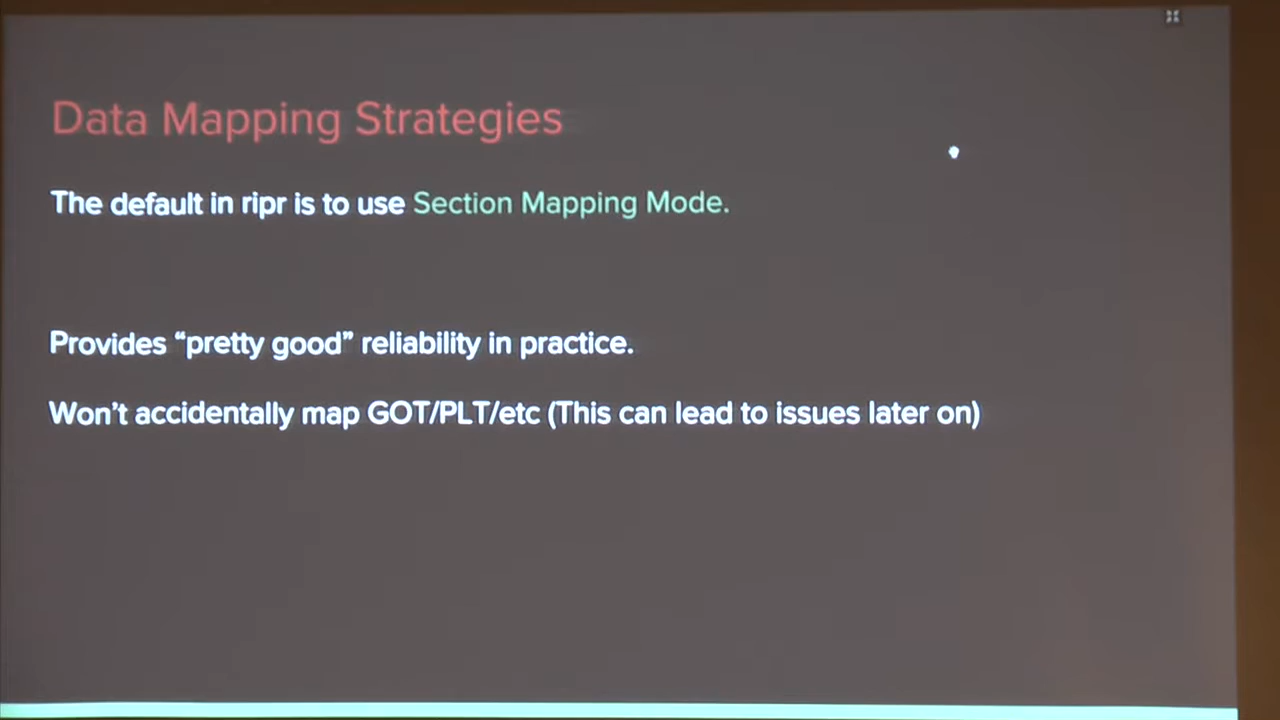 Data Mapping Strategies
The default in ripr is to use Section Mapping Mode.
Provides “pretty good” reliability in practice.
Won’t accidentally map GOT/PLT/etc (This can lead to issues later on)